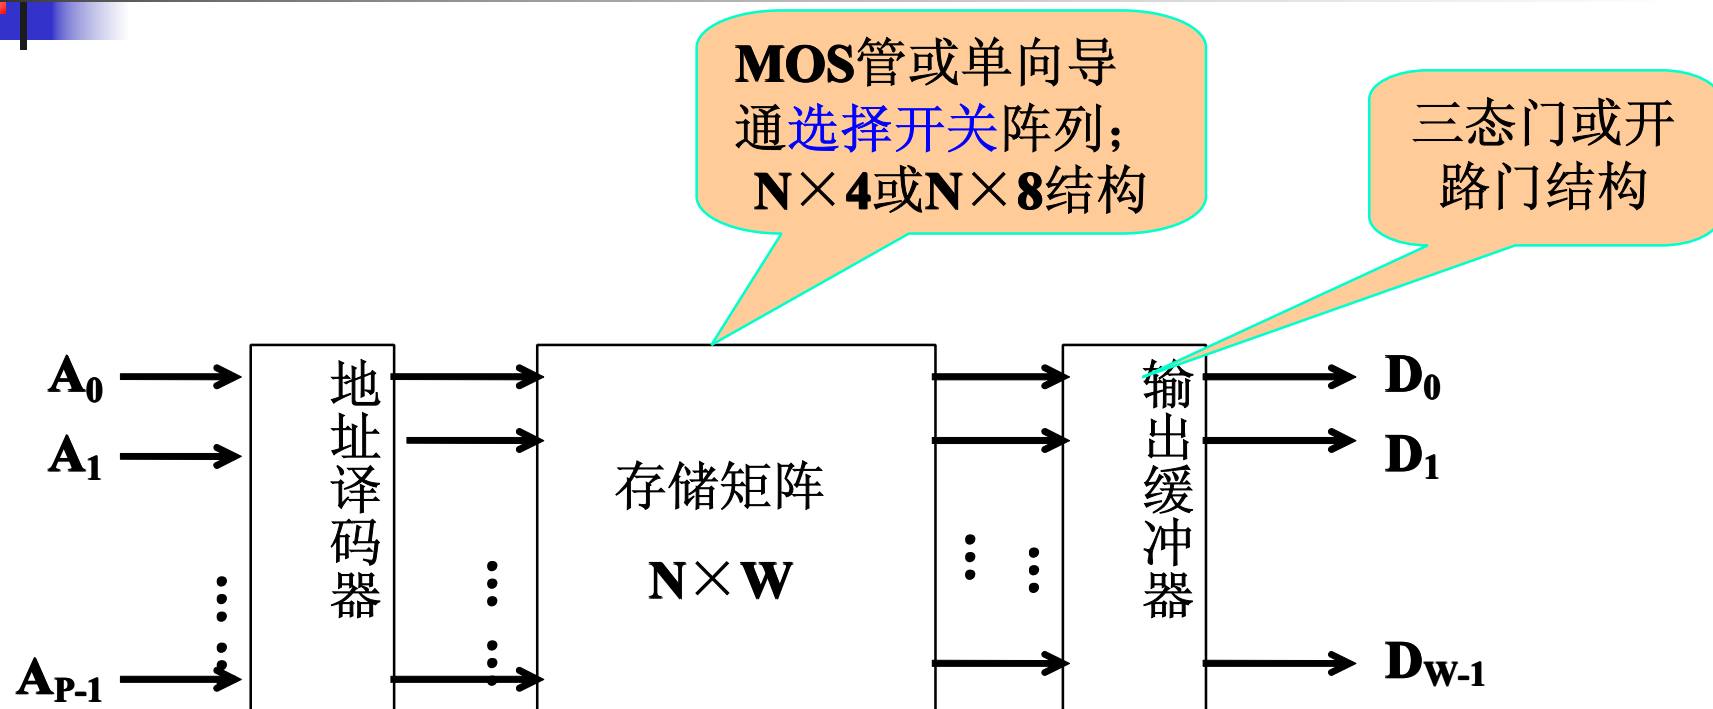 MOS管或单向导
通选择开关阵列；
N×4或N×8结构
三态门或开
路门结构
A0
A1
AP-1
地址译码器
存储矩阵
N×W
输出缓冲器
D0
D1
DW-1